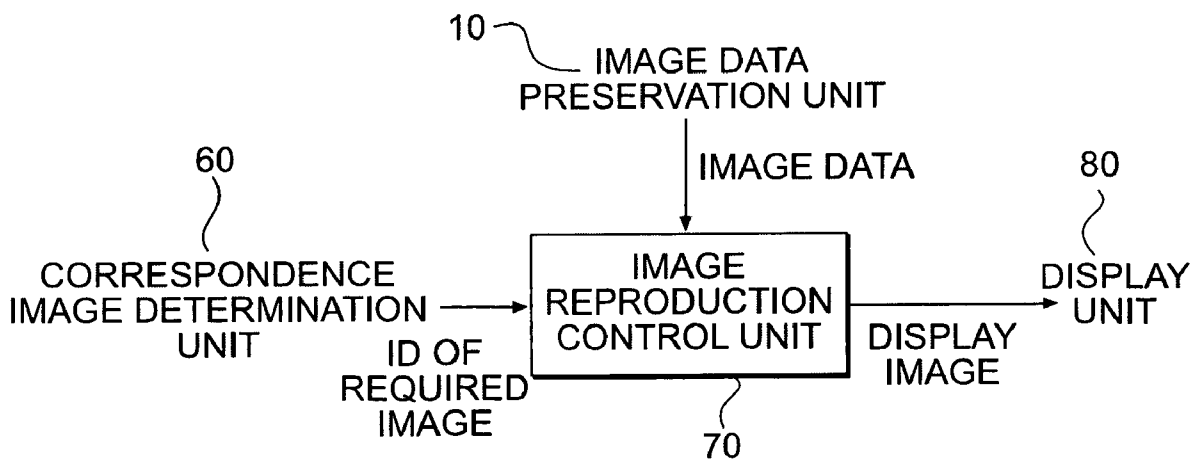 10
IMAGE DATA
PRESERVATION UNIT
IMAGE DATA
60
CORRESPONDENCE
IMAGE DETERMINATION
UNIT
ID OF
REQUIRED
IMAGE
IMAGE
REPRODUCTION
CONTROL UNIT
70
DISPLAY
IMAGE
80
DISPLAY
UNIT